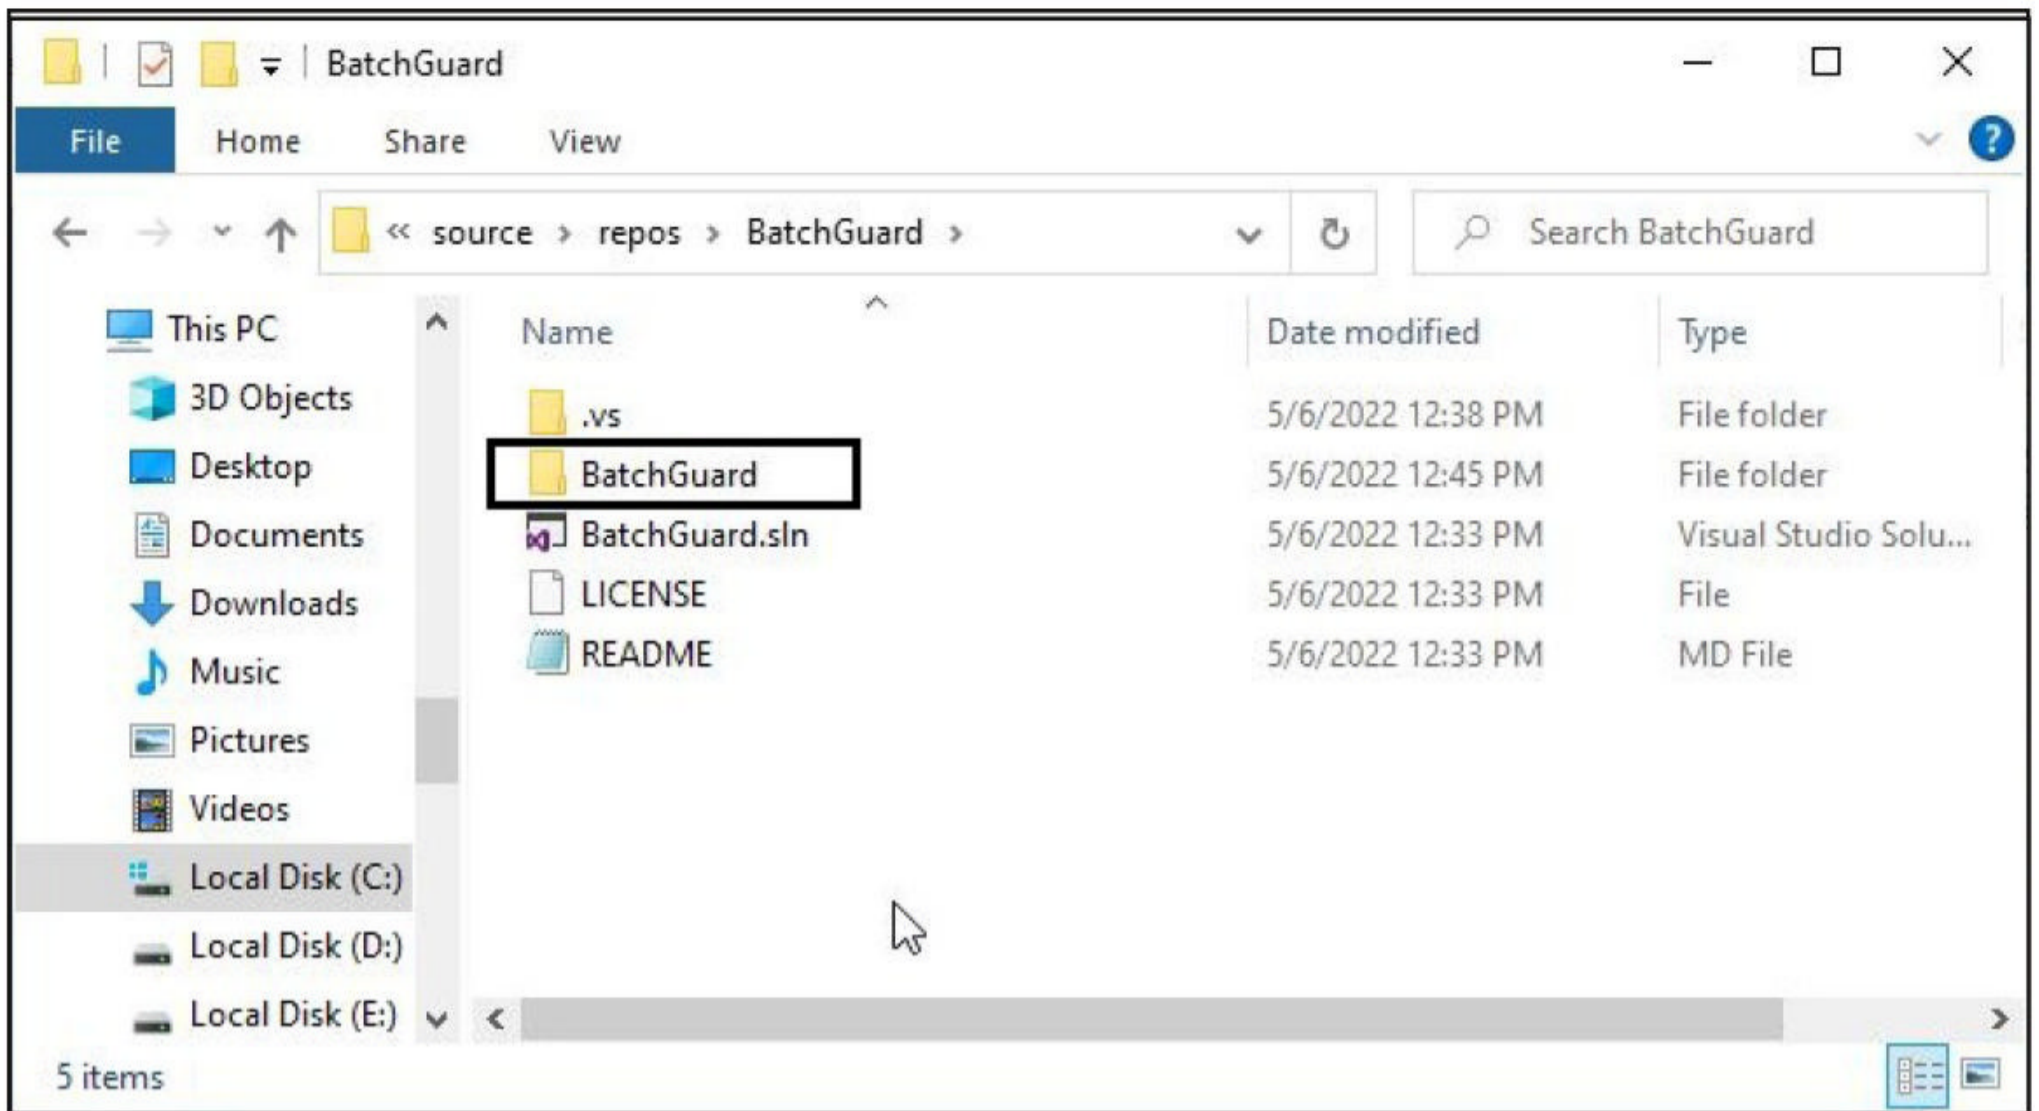 BatchGuard
File Home Share View ?
« source › repos › BatchGuard › Search BatchGuard
This PC
3D Objects
Desktop
Documents
Downloads
Music
Pictures
Videos
Local Disk (C:)
Local Disk (D:)
Local Disk (E:)
Name Date modified Type
.vs 5/6/2022 12:38 PM File folder
BatchGuard 5/6/2022 12:45 PM File folder
BatchGuard.sln 5/6/2022 12:33 PM Visual Studio Solu...
LICENSE 5/6/2022 12:33 PM File
README 5/6/2022 12:33 PM MD File
5 items